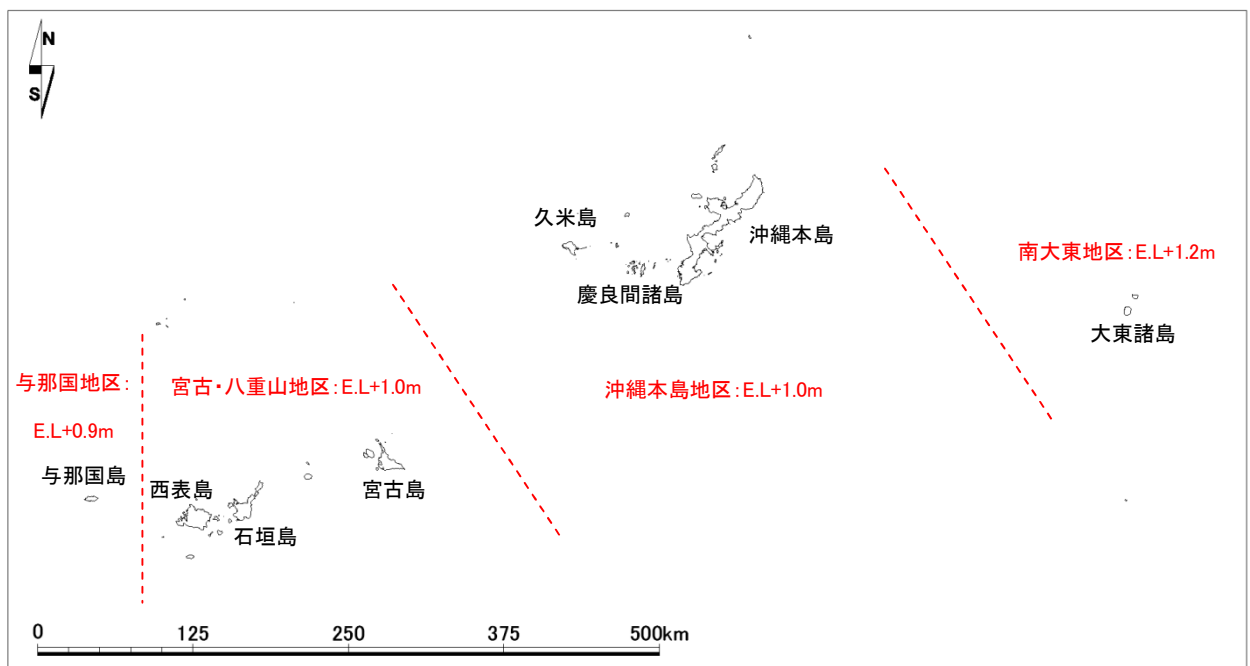 N
S
久米島
沖縄本島
慶良間諸島
南大東地区：E.L+1.2m
大東諸島
与那国地区：
E.L+0.9m
宮古・八重山地区：E.L+1.0m
沖縄本島地区：E.L+1.0m
与那国島
西表島
石垣島
宮古島
0 125 250 375 500km